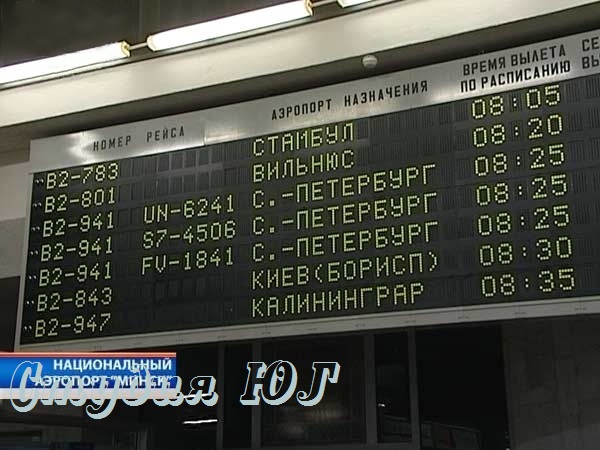 НОМЕР РЕЙСА АЭРОПОРТ НАЗНАЧЕНИЯ ВРЕМЯ ВЫЛЕТА ПО РАСПИСАНИЮ
B2-783 СТАМБУЛ 08:05
B2-801 ВИЛЬНЮС 08:20
B2-941 UN-6241 С.-ПЕТЕРБУРГ 08:25
B2-941 S7-4506 С.-ПЕТЕРБУРГ 08:25
B2-941 FV-1841 С.-ПЕТЕРБУРГ 08:25
B2-843 КИЕВ(БОРИСП) 08:30
B2-947 КАЛИНИНГРАР 08:35
НАЦИОНАЛЬНЫЙ
АЭРОПОРТ "МИНСК"
Студия ЮГ